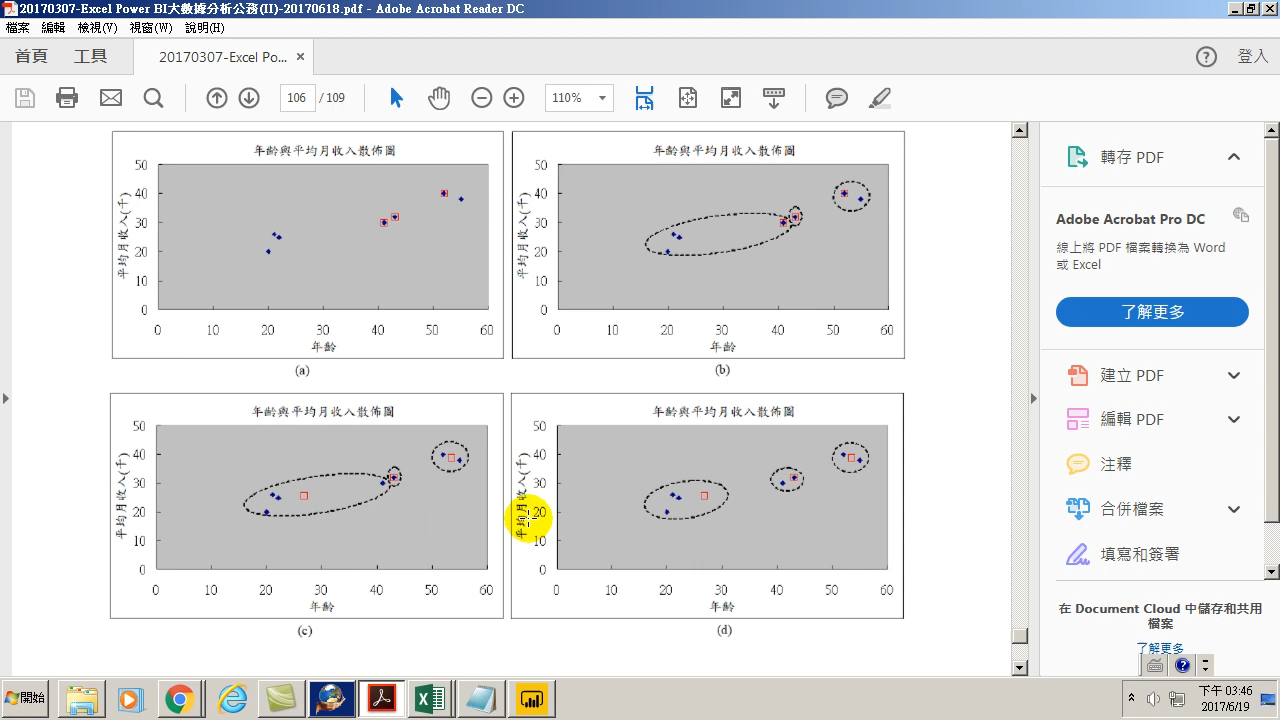 20170307-Excel Power BI大數據分析公務(II)-20170618.pdf - Adobe Acrobat Reader DC
檔案 編輯 檢視(V) 視窗(W) 說明(H)
首頁 工具 20170307-Excel Po... × ? 登入
106 / 109 110%
年齡與平均月收入散佈圖
平均月收入(千)
50
40
30
20
10
0
0 10 20 30 40 50 60
年齡
(a)
年齡與平均月收入散佈圖
平均月收入(千)
50
40
30
20
10
0
0 10 20 30 40 50 60
年齡
(b)
年齡與平均月收入散佈圖
平均月收入(千)
50
40
30
20
10
0
0 10 20 30 40 50 60
年齡
(c)
年齡與平均月收入散佈圖
平均月收入(千)
50
40
30
20
10
0
0 10 20 30 40 50 60
年齡
(d)
轉存 PDF
Adobe Acrobat Pro DC
線上將 PDF 檔案轉換為 Word
或 Excel
了解更多
建立 PDF
編輯 PDF
注釋
合併檔案
填寫和簽署
在 Document Cloud 中儲存和共用
檔案
了解更多
開始
下午 03:46
2017/6/19